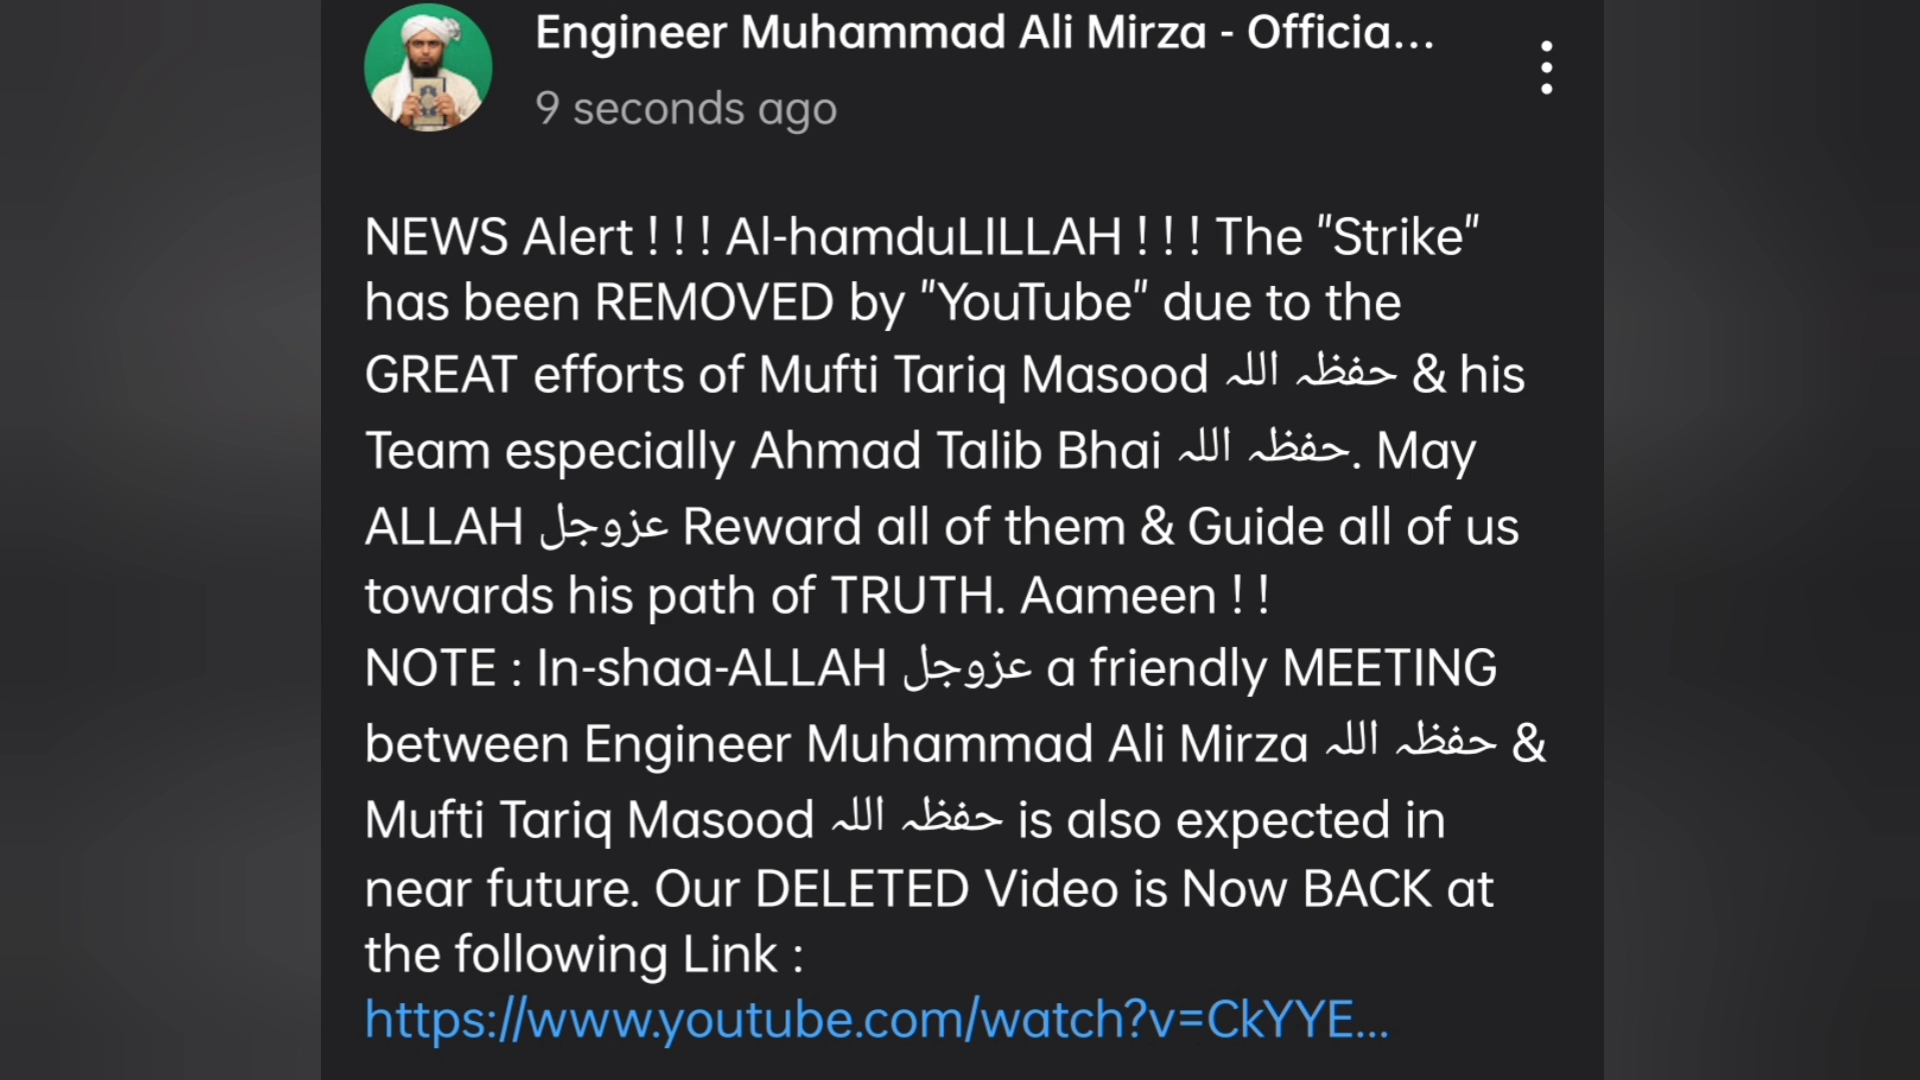 Engineer Muhammad Ali Mirza - Officia...
9 seconds ago
NEWS Alert ! ! ! Al-hamduLILLAH ! ! ! The "Strike"
has been REMOVED by "YouTube" due to the
GREAT efforts of Mufti Tariq Masood حفظہ اللہ & his
Team especially Ahmad Talib Bhai حفظہ اللہ. May
ALLAH عزوجل Reward all of them & Guide all of us
towards his path of TRUTH. Aameen ! !
NOTE : In-shaa-ALLAH عزوجل a friendly MEETING
between Engineer Muhammad Ali Mirza حفظہ اللہ &
Mufti Tariq Masood حفظہ اللہ is also expected in
near future. Our DELETED Video is Now BACK at
the following Link :
https://www.youtube.com/watch?v=CkYYE...